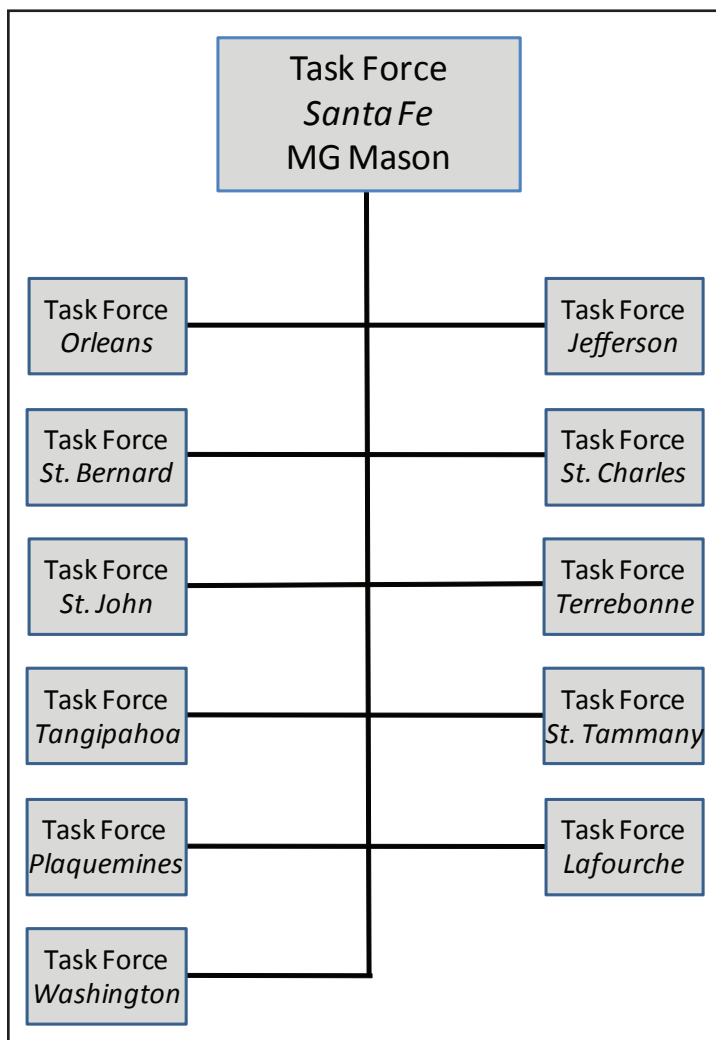 Task Force
Santa Fe
MG Mason
Task Force
Orleans
Task Force
Jefferson
Task Force
St. Bernard
Task Force
St. Charles
Task Force
St. John
Task Force
Terrebonne
Task Force
Tangipahoa
Task Force
St. Tammany
Task Force
Plaquemines
Task Force
Lafourche
Task Force
Washington